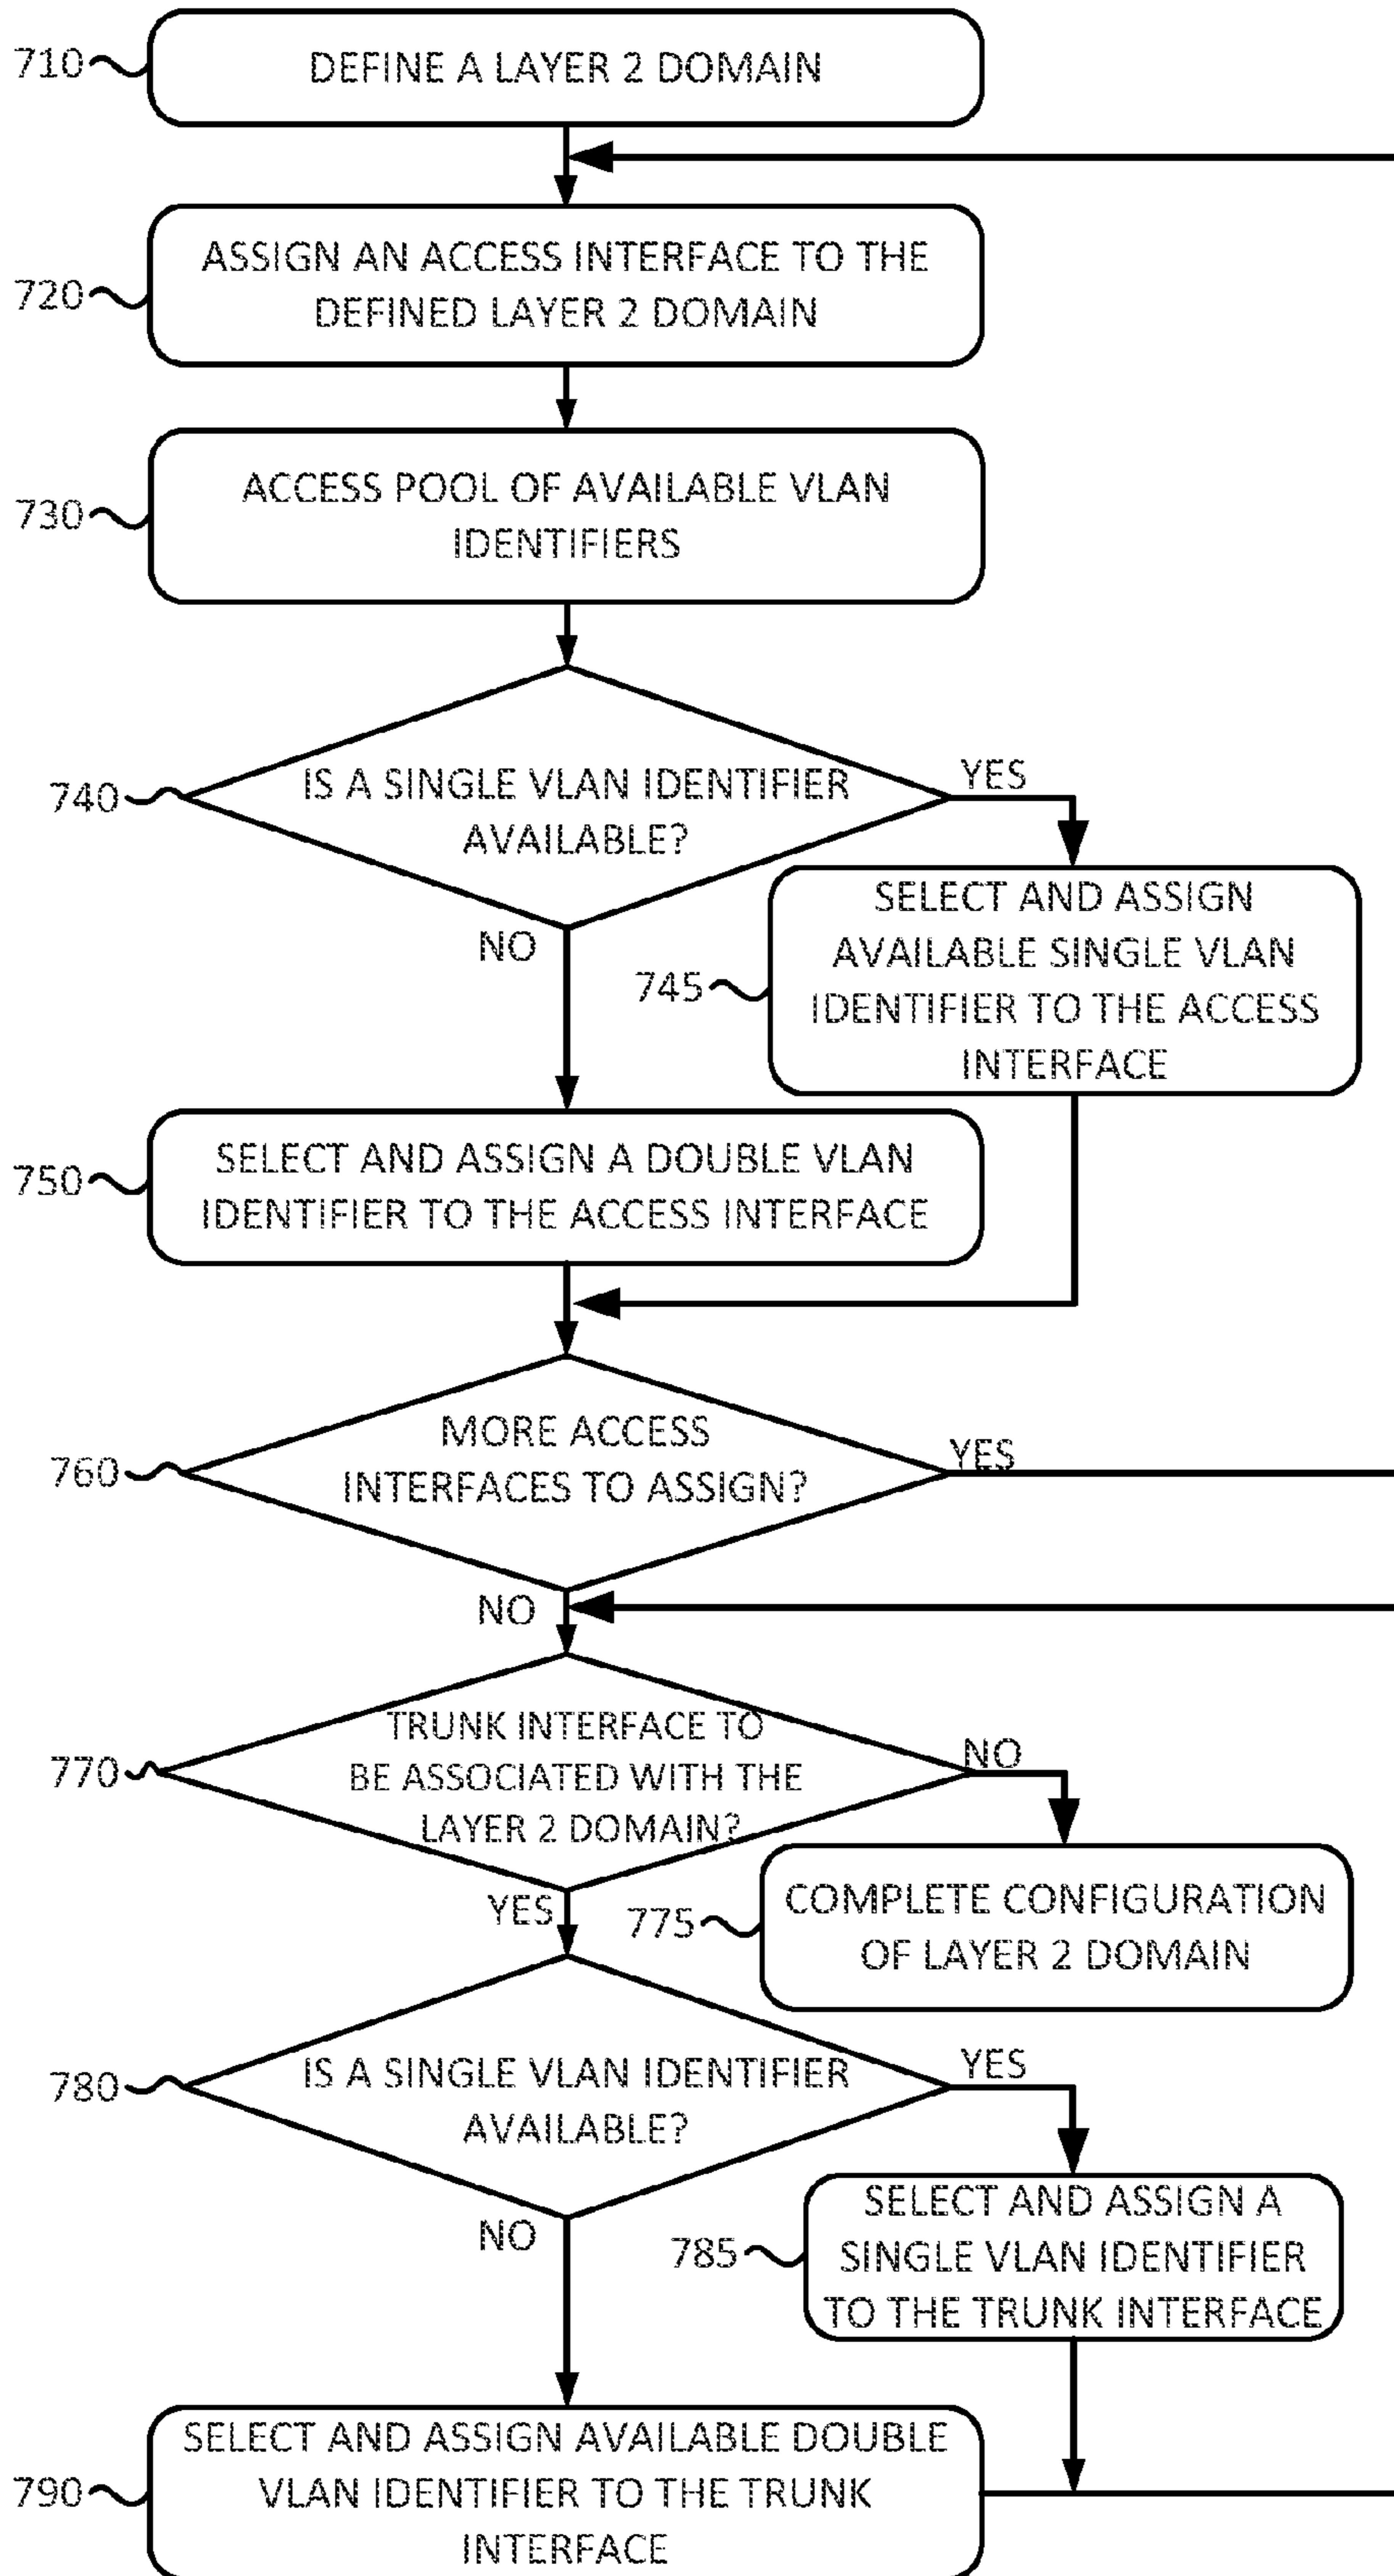 710
DEFINE A LAYER 2 DOMAIN
720
ASSIGN AN ACCESS INTERFACE TO THE
DEFINED LAYER 2 DOMAIN
730
ACCESS POOL OF AVAILABLE VLAN
IDENTIFIERS
740
IS A SINGLE VLAN IDENTIFIER
AVAILABLE?
YES
NO
745
SELECT AND ASSIGN
AVAILABLE SINGLE VLAN
IDENTIFIER TO THE ACCESS
INTERFACE
750
SELECT AND ASSIGN A DOUBLE VLAN
IDENTIFIER TO THE ACCESS INTERFACE
760
MORE ACCESS
INTERFACES TO ASSIGN?
YES
NO
770
TRUNK INTERFACE TO
BE ASSOCIATED WITH THE
LAYER 2 DOMAIN?
NO
YES
775
COMPLETE CONFIGURATION
OF LAYER 2 DOMAIN
780
IS A SINGLE VLAN IDENTIFIER
AVAILABLE?
YES
NO
785
SELECT AND ASSIGN A
SINGLE VLAN IDENTIFIER
TO THE TRUNK INTERFACE
790
SELECT AND ASSIGN AVAILABLE DOUBLE
VLAN IDENTIFIER TO THE TRUNK
INTERFACE